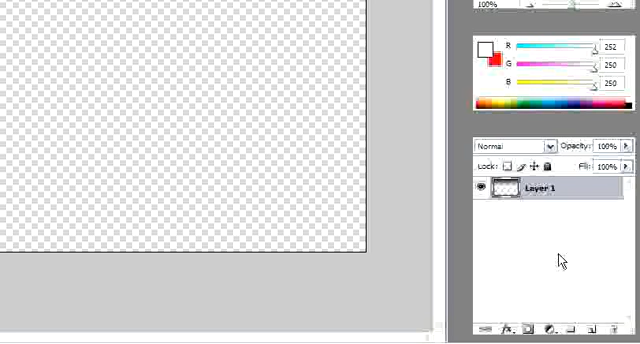 100%
R 252
G 250
B 250
Normal Opacity: 100%
Lock: Fill: 100%
Layer 1